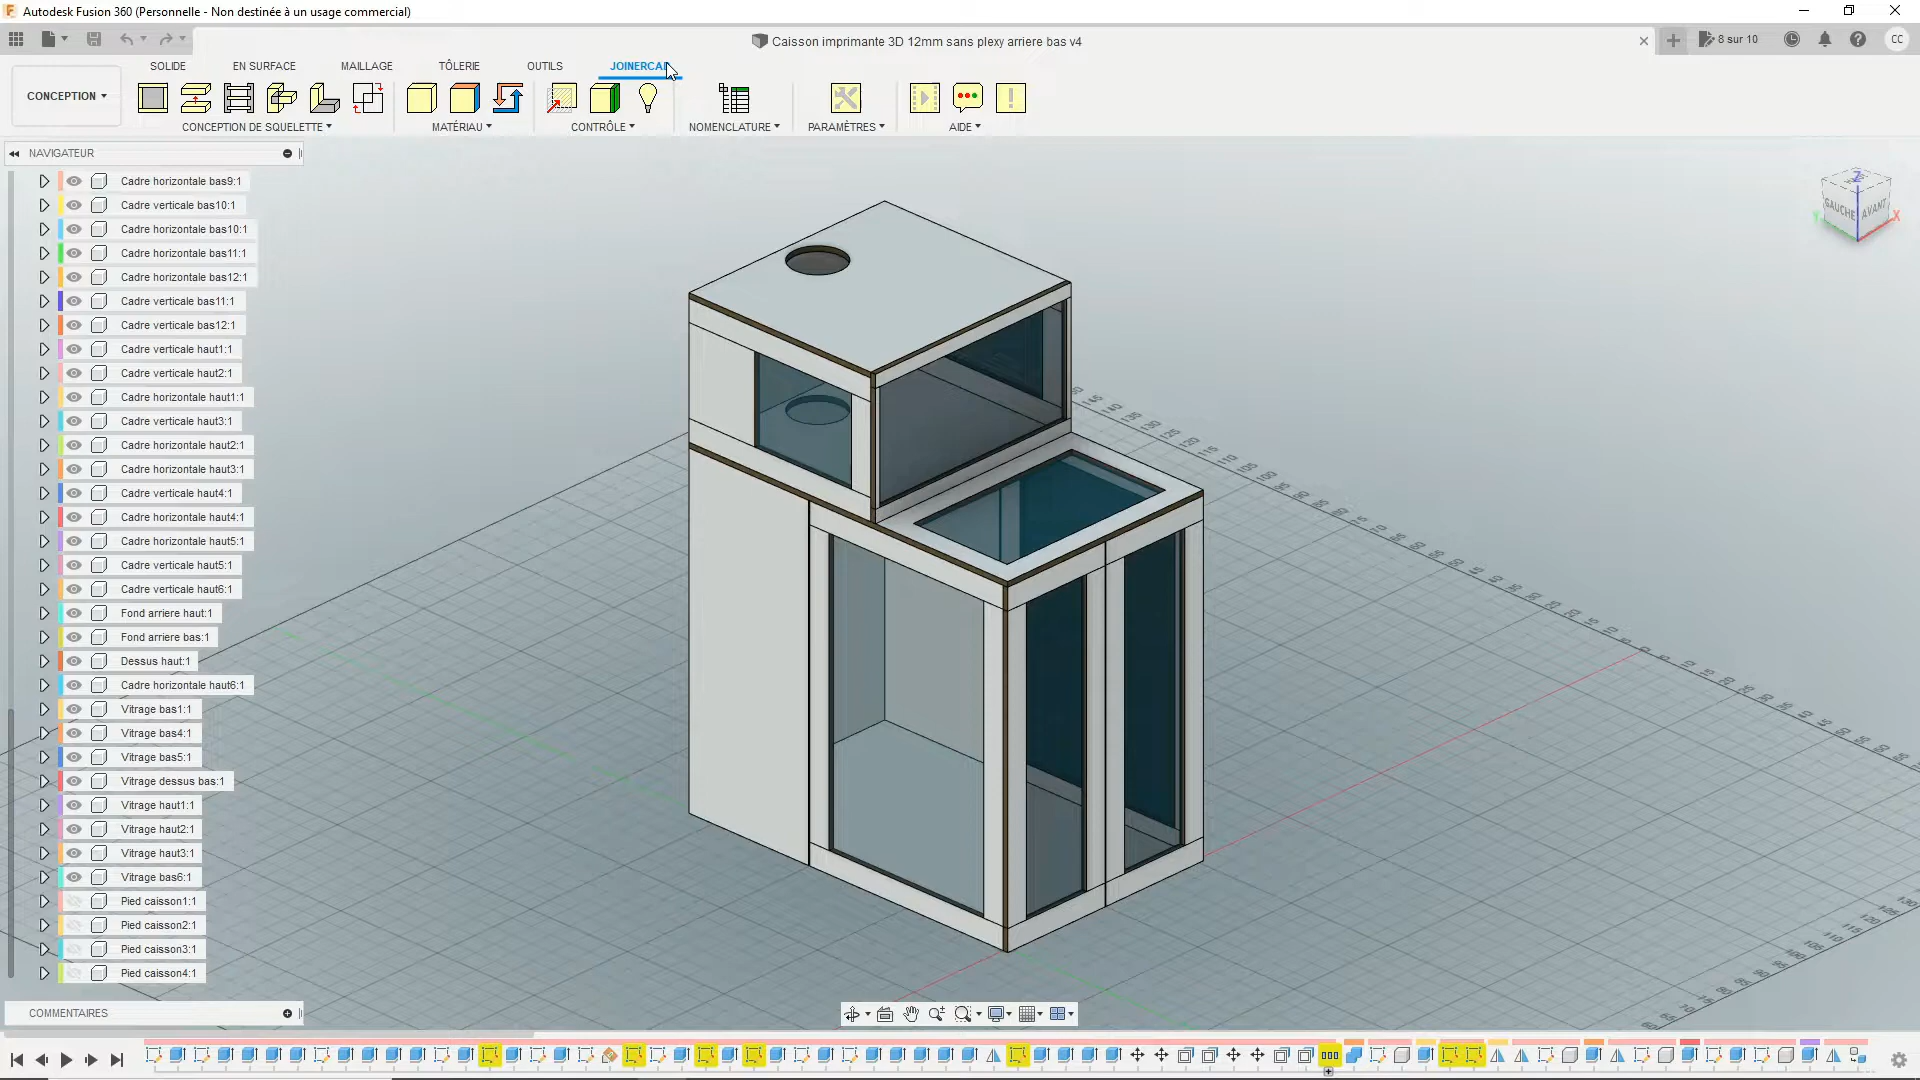 Autodesk Fusion 360 (Personnelle - Non destinée à un usage commercial)
Caisson imprimante 3D 12mm sans plexy arriere bas v4
8 sur 10
CC
SOLIDE
EN SURFACE
MAILLAGE
TÔLERIE
OUTILS
CONCEPTION
CONCEPTION DE SQUELETTE
MATÉRIAU
CONTRÔLE
NOMENCLATURE
PARAMÈTRES
AIDE
NAVIGATEUR
Cadre horizontale bas9:1
Cadre verticale bas10:1
Cadre horizontale bas10:1
Cadre horizontale bas11:1
Cadre horizontale bas12:1
Cadre verticale bas11:1
Cadre verticale bas12:1
Cadre verticale haut1:1
Cadre verticale haut2:1
Cadre horizontale haut1:1
Cadre verticale haut3:1
Cadre horizontale haut2:1
Cadre horizontale haut3:1
Cadre verticale haut4:1
Cadre horizontale haut4:1
Cadre horizontale haut5:1
Cadre verticale haut5:1
Cadre verticale haut6:1
Fond arriere haut:1
Fond arriere bas:1
Dessus haut:1
Cadre horizontale haut6:1
Vitrage bas1:1
Vitrage bas4:1
Vitrage bas5:1
Vitrage dessus bas:1
Vitrage haut1:1
Vitrage haut2:1
Vitrage haut3:1
Vitrage bas6:1
Pied caisson1:1
Pied caisson2:1
Pied caisson3:1
Pied caisson4:1
COMMENTAIRES
Z
GAUCHE
AVANT
X
Y